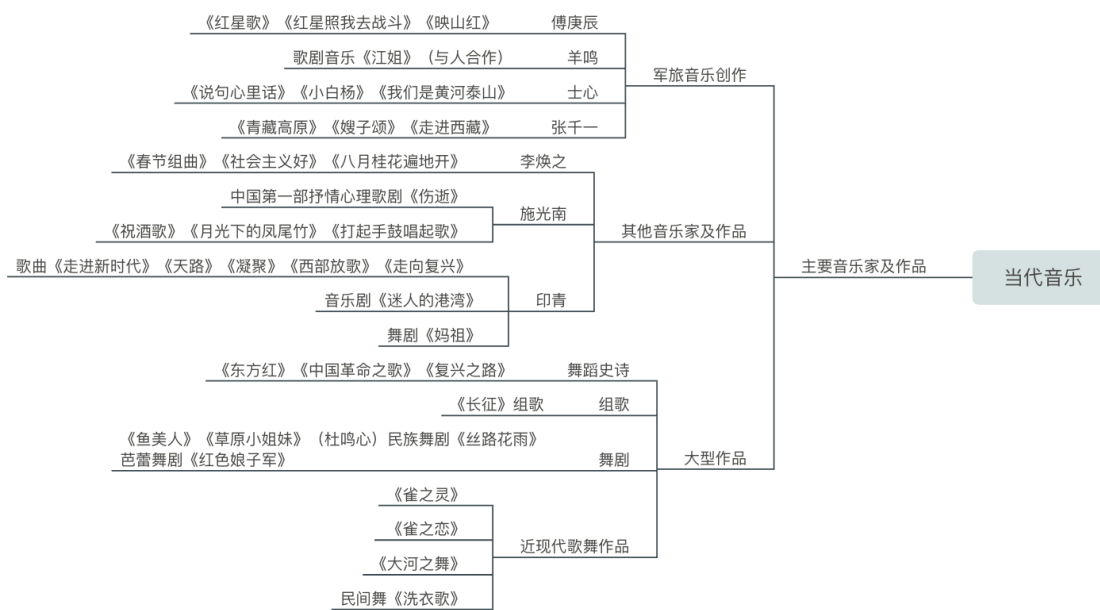 《红星歌》《红星照我去战斗》《映山红》 傅庚辰
歌剧音乐《江姐》（与人合作） 羊鸣
军旅音乐创作
《说句心里话》《小白杨》《我们是黄河泰山》 士心
《青藏高原》《嫂子颂》《走进西藏》 张千一
《春节组曲》《社会主义好》《八月桂花遍地开》 李焕之
中国第一部抒情心理歌剧《伤逝》
施光南
《祝酒歌》《月光下的凤尾竹》《打起手鼓唱起歌》
其他音乐家及作品
歌曲《走进新时代》《天路》《凝聚》《西部放歌》《走向复兴》
主要音乐家及作品
当代音乐
音乐剧《迷人的港湾》 印青
舞剧《妈祖》
《东方红》《中国革命之歌》《复兴之路》 舞蹈史诗
《长征》组歌 组歌
《鱼美人》《草原小姐妹》（杜鸣心）民族舞剧《丝路花雨》
芭蕾舞剧《红色娘子军》 舞剧
大型作品
《雀之灵》
《雀之恋》
近现代歌舞作品
《大河之舞》
民间舞《洗衣歌》